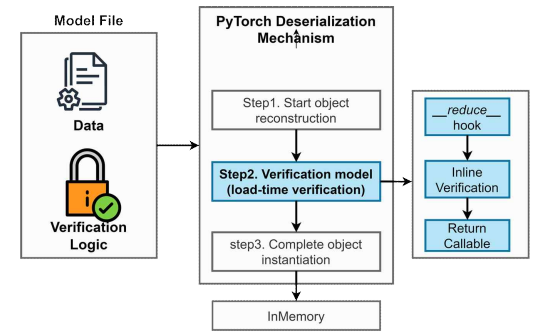 Model File
Data
Verification
Logic
PyTorch Deserialization
Mechanism
Step1. Start object
reconstruction
Step2. Verification model
(load-time verification)
step3. Complete object
instantiation
InMemory
__reduce__
hook
Inline
Verification
Return
Callable